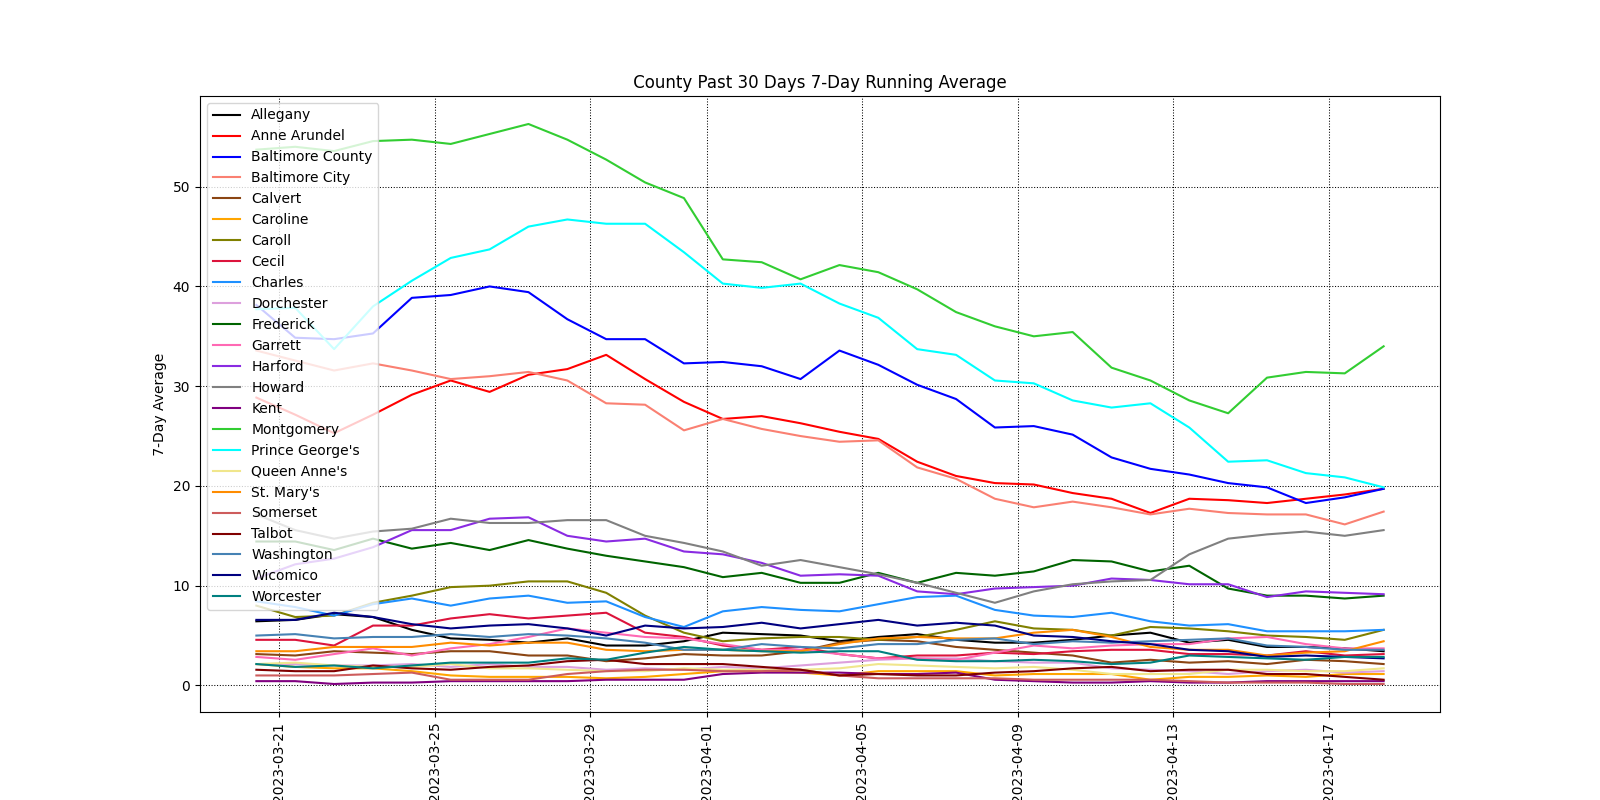 County Past 30 Days 7-Day Running Average
Allegany
Anne Arundel
Baltimore County
Baltimore City
Calvert
Caroline
Caroll
Cecil
Charles
Dorchester
Frederick
Garrett
Harford
Howard
Kent
Montgomery
Prince George's
Queen Anne's
St. Mary's
Somerset
Talbot
Washington
Wicomico
Worcester
7-Day Average
50
40
30
20
10
0
2023-03-21
2023-03-25
2023-03-29
2023-04-01
2023-04-05
2023-04-09
2023-04-13
2023-04-17